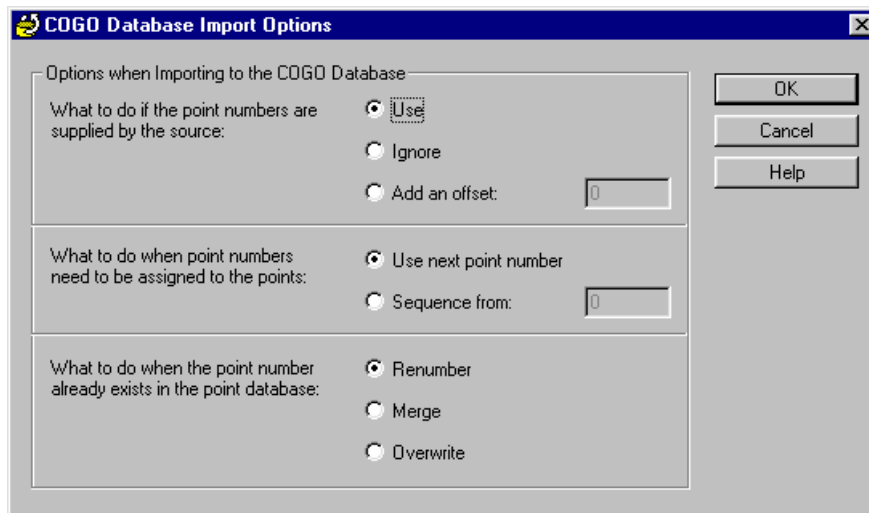 COGO Database Import Options
Options when Importing to the COGO Database
What to do if the point numbers are
supplied by the source:
Use
Ignore
Add an offset:
0
What to do when point numbers
need to be assigned to the points:
Use next point number
Sequence from:
0
What to do when the point number
already exists in the point database:
Renumber
Merge
Overwrite
OK
Cancel
Help